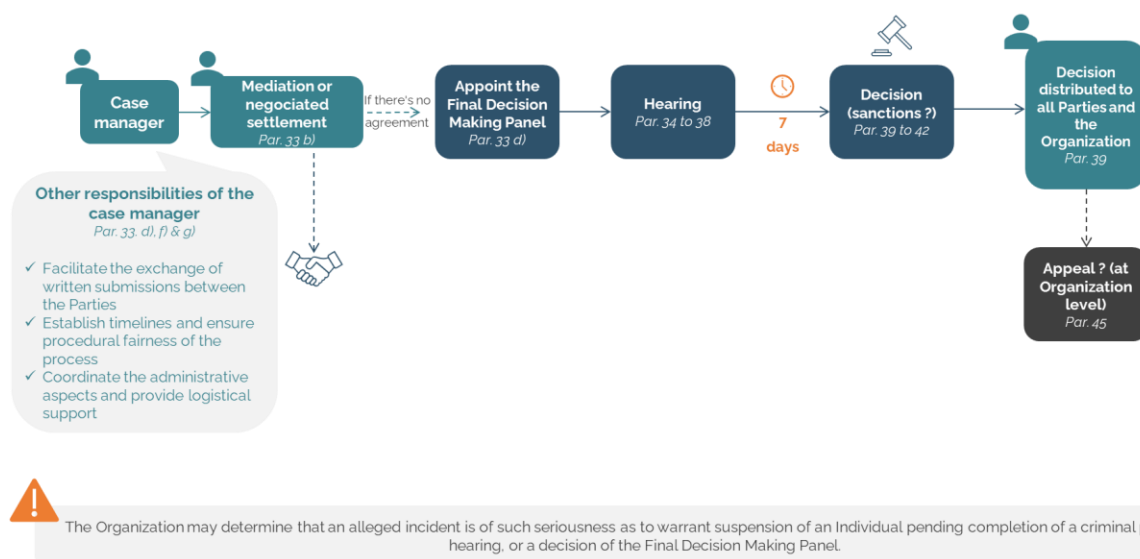 Case
manager
Mediation or
negociated
settlement
Par. 33 b)
If there's no
agreement
Appoint the
Final Decision
Making Panel
Par. 33 d)
Hearing
Par. 34 to 38
7
days
Decision
(sanctions ?)
Par. 39 to 42
Decision
distributed to
all Parties and
the
Organization
Par. 39
Appeal ? (at
Organization
level)
Par. 45
Other responsibilities of the
case manager
Par. 33. d), f) & g)
✓ Facilitate the exchange of
written submissions between
the Parties
✓ Establish timelines and ensure
procedural fairness of the
process
✓ Coordinate the administrative
aspects and provide logistical
support
The Organization may determine that an alleged incident is of such seriousness as to warrant suspension of an Individual pending completion of a criminal
hearing, or a decision of the Final Decision Making Panel.